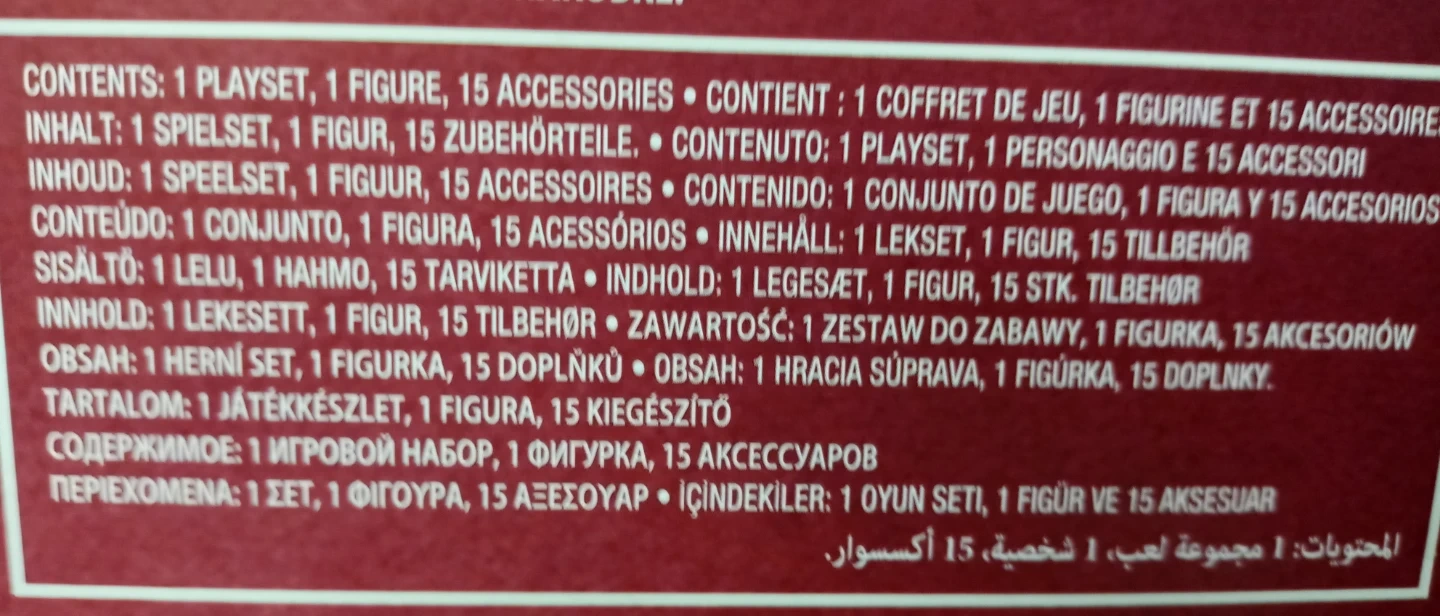 CONTENTS: 1 PLAYSET, 1 FIGURE, 15 ACCESSORIES • CONTIENT : 1 COFFRET DE JEU, 1 FIGURINE ET 15 ACCESSOIRE
INHALT: 1 SPIELSET, 1 FIGUR, 15 ZUBEHÖRTEILE. • CONTENUTO: 1 PLAYSET, 1 PERSONAGGIO E 15 ACCESSORI
INHOUD: 1 SPEELSET, 1 FIGUUR, 15 ACCESSOIRES • CONTENIDO: 1 CONJUNTO DE JUEGO, 1 FIGURA Y 15 ACCESORIOS
CONTEÚDO: 1 CONJUNTO, 1 FIGURA, 15 ACESSÓRIOS • INNEHÅLL: 1 LEKSET, 1 FIGUR, 15 TILLBEHÖR
SISÄLTÖ: 1 LELU, 1 HAHMO, 15 TARVIKETTA • INDHOLD: 1 LEGESÆT, 1 FIGUR, 15 STK. TILBEHØR
INNHOLD: 1 LEKESETT, 1 FIGUR, 15 TILBEHØR • ZAWARTOŚĆ: 1 ZESTAW DO ZABAWY, 1 FIGURKA, 15 AKCESORIÓW
OBSAH: 1 HERNÍ SET, 1 FIGURKA, 15 DOPLŇKŮ • OBSAH: 1 HRACIA SÚPRAVA, 1 FIGÚRKA, 15 DOPLNKY.
TARTALOM: 1 JÁTÉKKÉSZLET, 1 FIGURA, 15 KIEGÉSZÍTŐ
СОДЕРЖИМОЕ: 1 ИГРОВОЙ НАБОР, 1 ФИГУРКА, 15 АКСЕССУАРОВ
ΠΕΡΙΕΧΟΜΕΝΑ: 1 ΣΕΤ, 1 ΦΙΓΟΥΡΑ, 15 ΑΞΕΣΟΥΑΡ • İÇİNDEKİLER: 1 OYUN SETI, 1 FIGÜR VE 15 AKSESUAR
المحتويات: 1 مجموعة لعب، 1 شخصية، 15 أكسسوار.